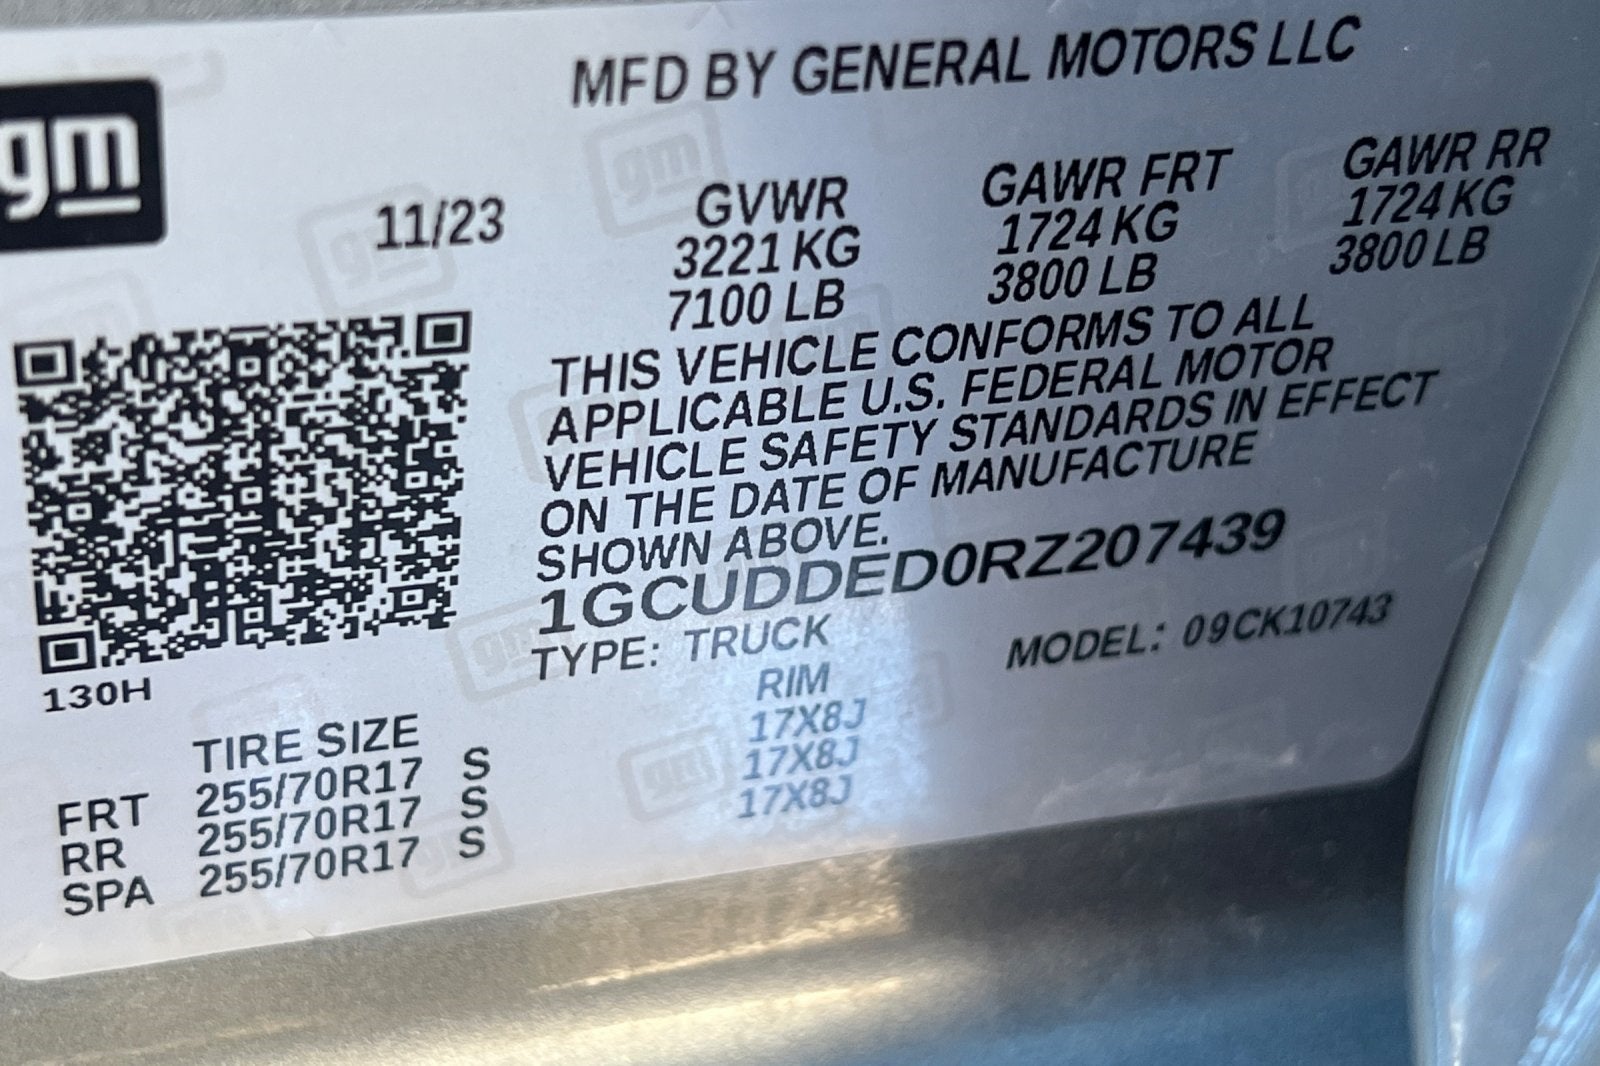 gm
MFD BY GENERAL MOTORS LLC
11/23
GVWR GAWR FRT GAWR RR
3221 KG 1724 KG 1724 KG
7100 LB 3800 LB 3800 LB
THIS VEHICLE CONFORMS TO ALL
APPLICABLE U.S. FEDERAL MOTOR
VEHICLE SAFETY STANDARDS IN EFFECT
ON THE DATE OF MANUFACTURE
SHOWN ABOVE.
1GCUDDED0RZ207439
TYPE: TRUCK MODEL: 09CK10743
130H
TIRE SIZE RIM
FRT 255/70R17 S 17X8J
RR 255/70R17 S 17X8J
SPA 255/70R17 S 17X8J